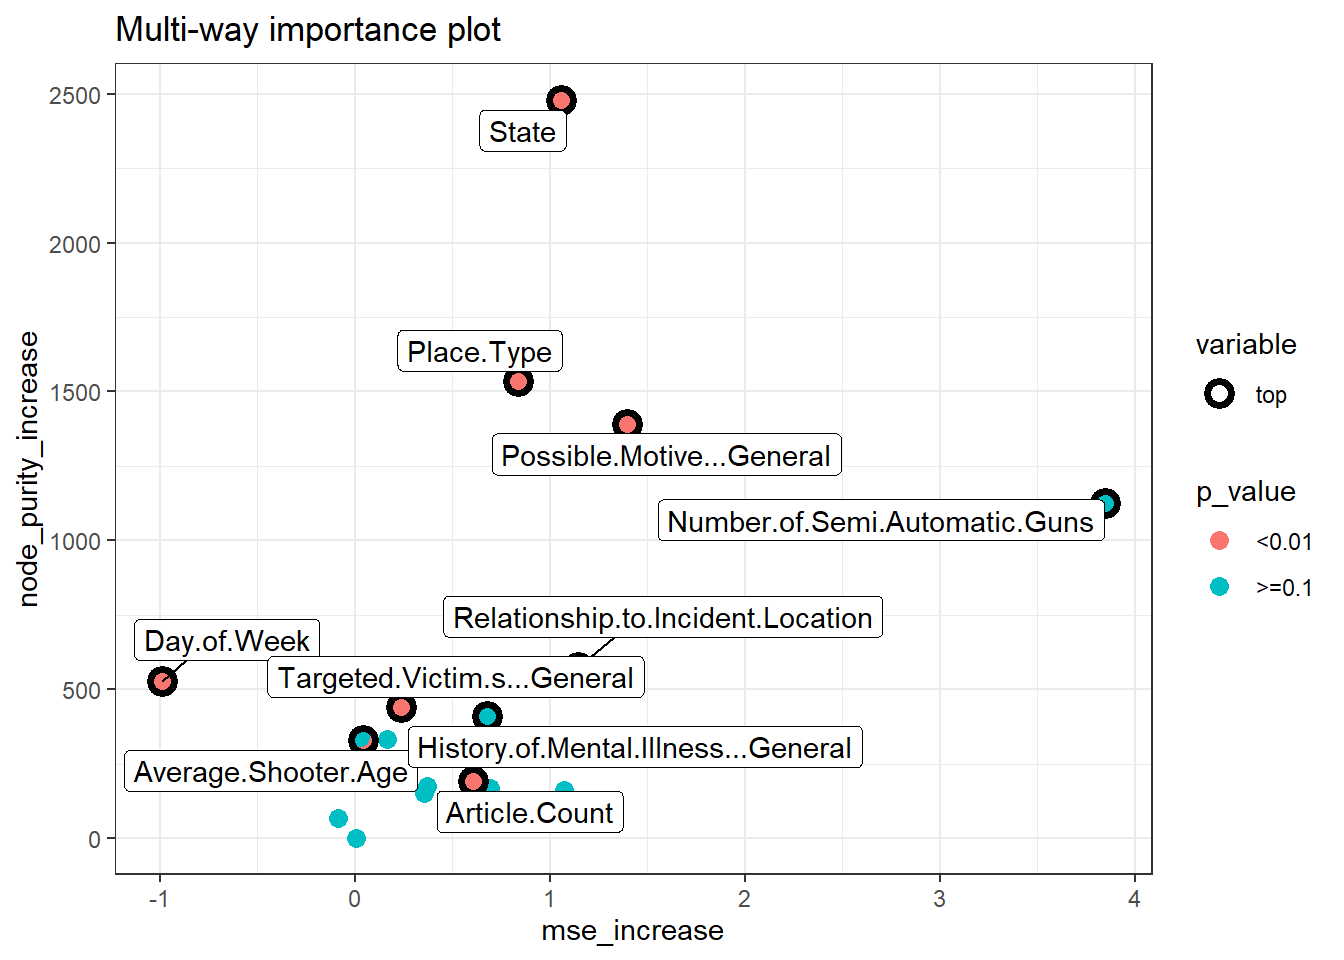 Multi-way importance plot
2500
State
2000
Place.Type
1500
Possible.Motive...General
Number.of.Semi.Automatic.Guns
1000
Relationship.to.Incident.Location
Day.of.Week
Targeted.Victim.s...General
500
History.of.Mental.Illness...General
Average.Shooter.Age
Article.Count
0
-1 0 1 2 3 4
mse_increase
node_purity_increase
variable
top
p_value
<0.01
>=0.1